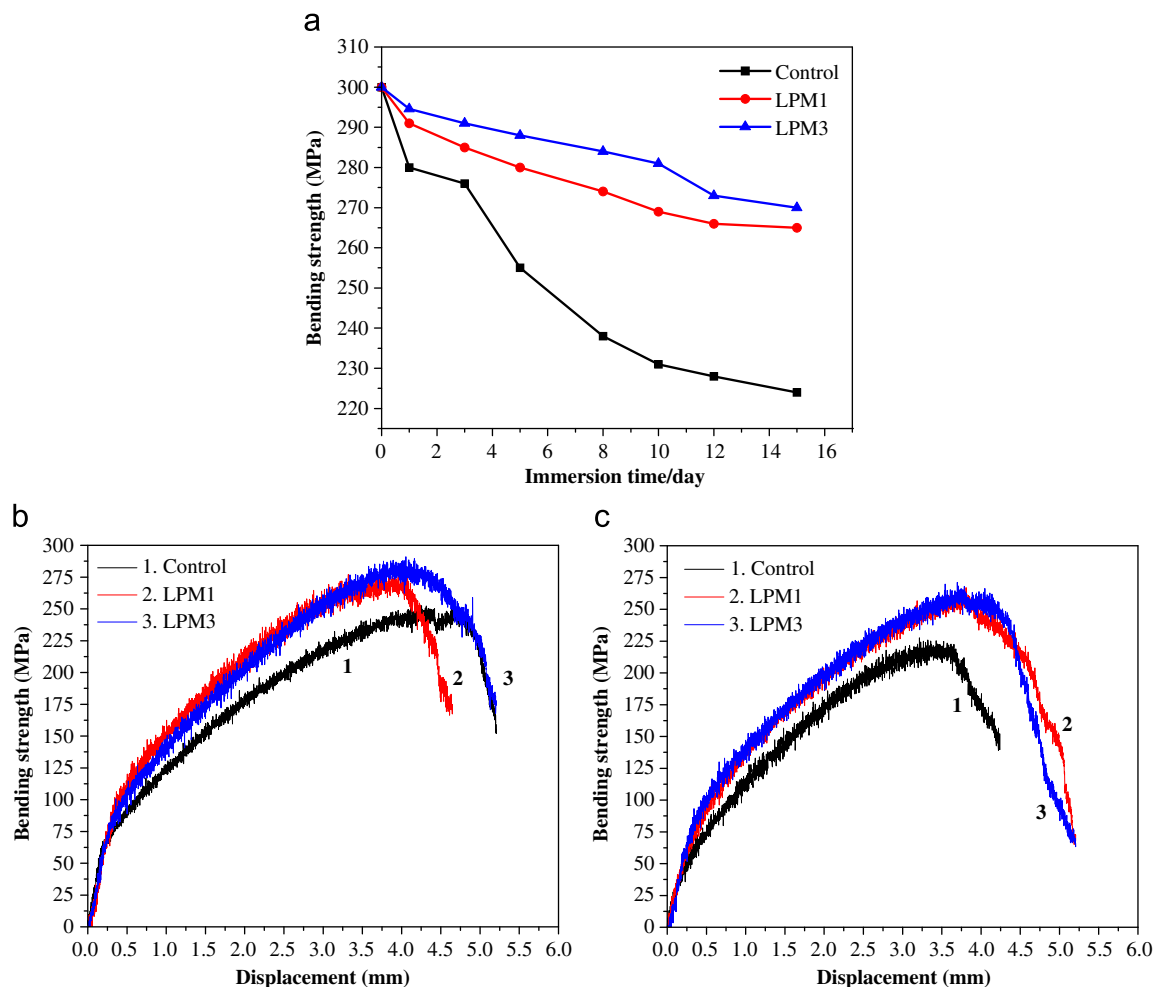 a
310
300
290
280
270
260
250
240
230
220
Bending strength (MPa)
Control
LPM1
LPM3
0 2 4 6 8 10 12 14 16
Immersion time/day
b
300
275
250
225
200
175
150
125
100
75
50
25
0
Bending strength (MPa)
1. Control
2. LPM1
3. LPM3
1
2
3
0.0 0.5 1.0 1.5 2.0 2.5 3.0 3.5 4.0 4.5 5.0 5.5 6.0
Displacement (mm)
c
300
275
250
225
200
175
150
125
100
75
50
25
0
Bending strength (MPa)
1. Control
2. LPM1
3. LPM3
1
2
3
0.0 0.5 1.0 1.5 2.0 2.5 3.0 3.5 4.0 4.5 5.0 5.5 6.0
Displacement (mm)